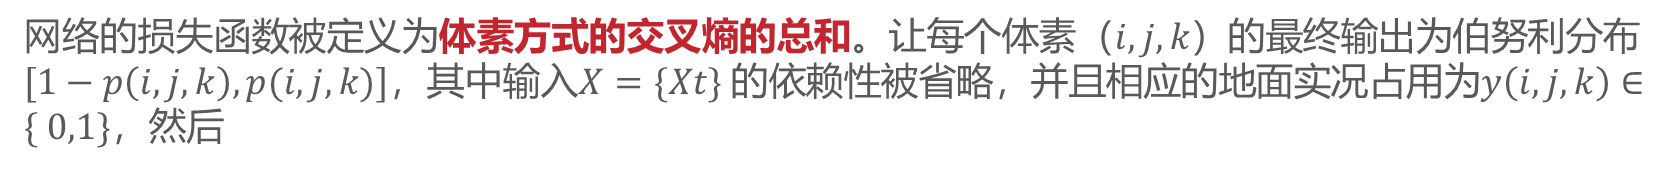 网络的损失函数被定义为体素方式的交叉熵的总和。让每个体素（i,j,k）的最终输出为伯努利分布
[1 − p(i,j,k),p(i,j,k)]，其中输入X = {Xt} 的依赖性被省略，并且相应的地面实况占用为y(i,j,k) ∈
{ 0,1}，然后